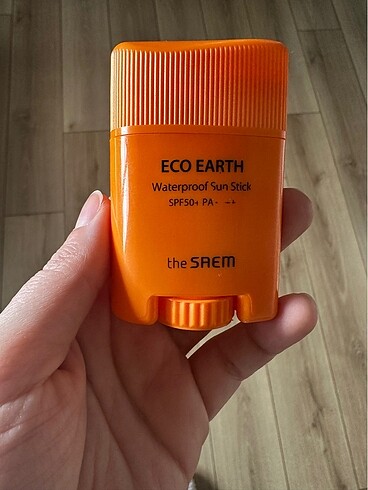 ECO EARTH
Waterproof Sun Stick
SPF50+ PA
the SAEM